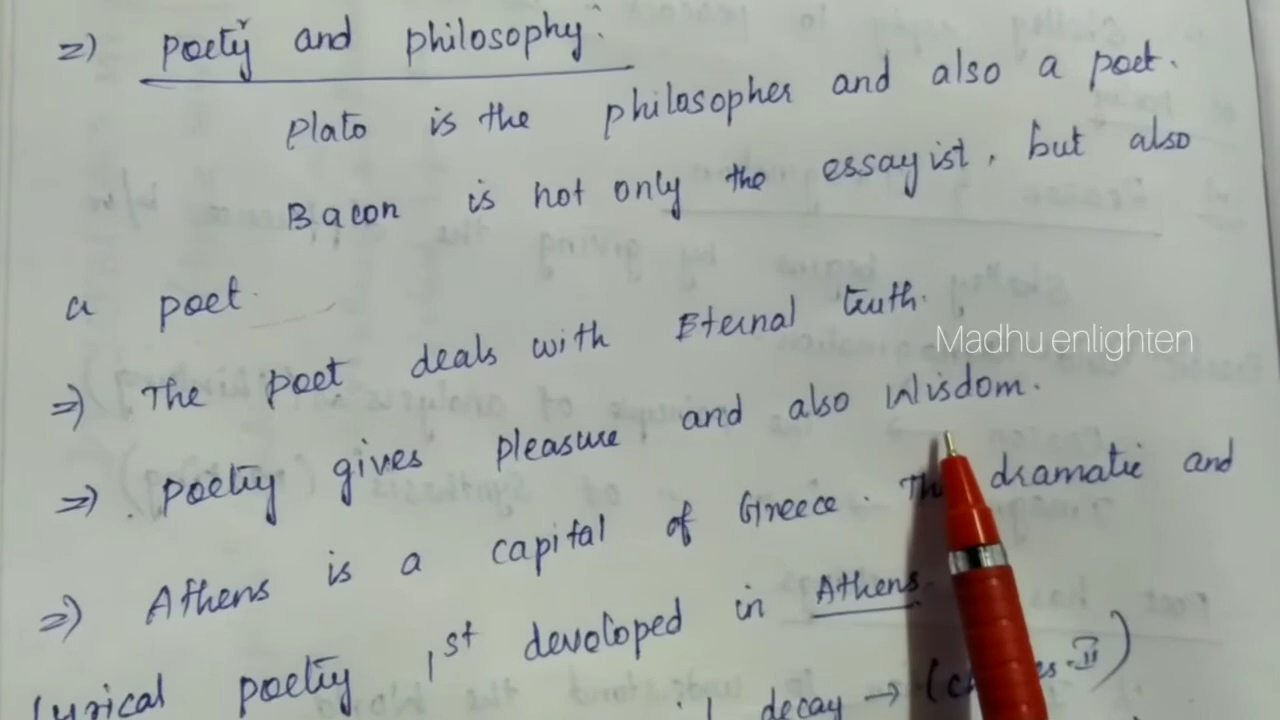 2) Poetry and philosophy:
Plato is the philosopher and also a poet.
Bacon is not only the essayist, but also
a poet.
⇒) The poet deals with Eternal truth.
Madhu enlighten
⇒) Poetry gives pleasure and also Wisdom.
⇒) Athens is a capital of Greece. The dramatic and
lyrical poetry 1st developed in Athens.
decay → (
II)